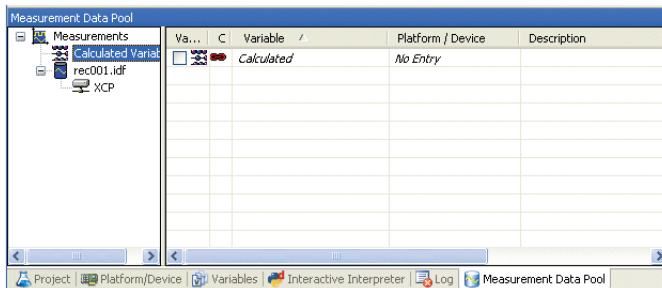 Measurement Data Pool
Measurements
Calculated Variab
rec001.idf
XCP
Va... C Variable / Platform / Device Description
Calculated No Entry
Project Platform/Device Variables Interactive Interpreter Log Measurement Data Pool